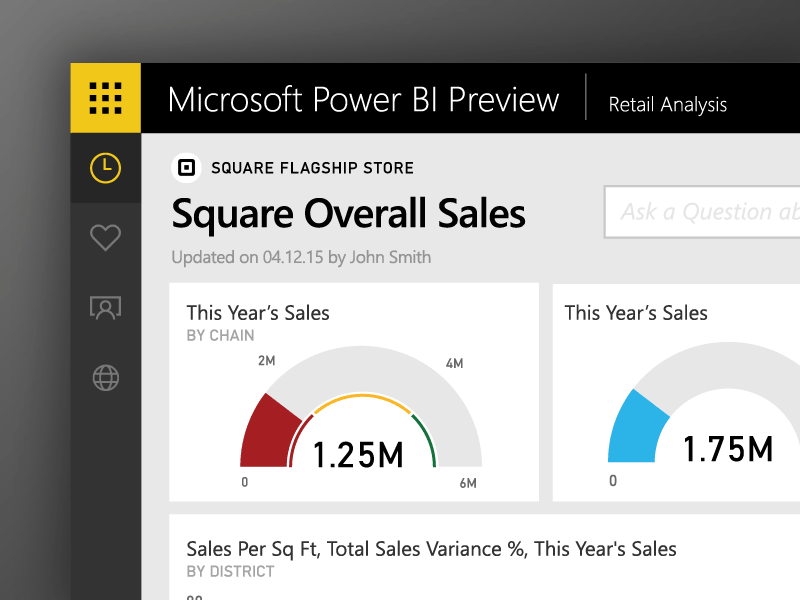 Microsoft Power BI Preview
Retail Analysis
SQUARE FLAGSHIP STORE
Square Overall Sales
Ask a Question ab
Updated on 04.12.15 by John Smith
This Year’s Sales
BY CHAIN
2M
4M
1.25M
0
6M
This Year’s Sales
1.75M
0
Sales Per Sq Ft, Total Sales Variance %, This Year's Sales
BY DISTRICT